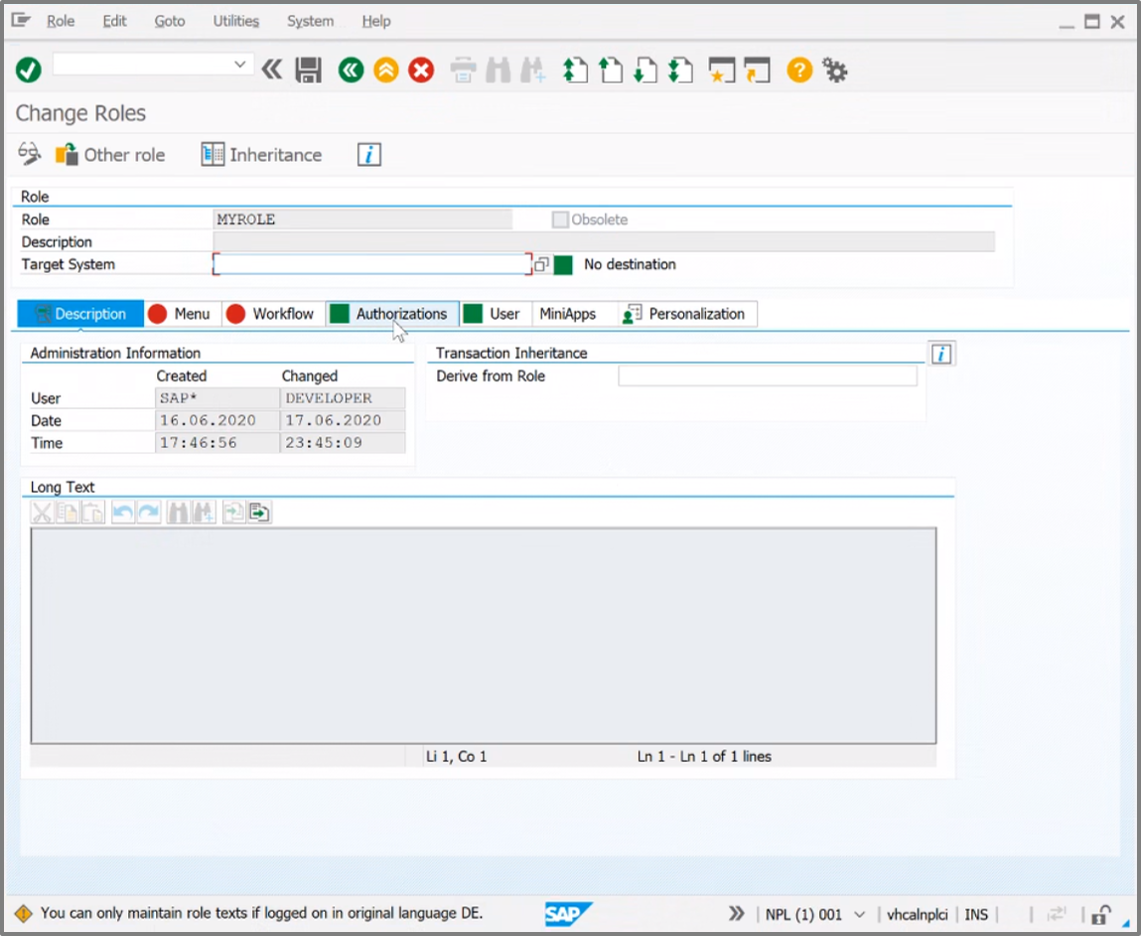 Role Edit Goto Utilities System Help
Change Roles
Other role Inheritance i
Role
Role MYROLE Obsolete
Description
Target System No destination
Description Menu Workflow Authorizations User MiniApps Personalization
Administration Information
Created Changed
User SAP* DEVELOPER
Date 16.06.2020 17.06.2020
Time 17:46:56 23:45:09
Transaction Inheritance i
Derive from Role
Long Text
Li 1, Co 1 Ln 1 - Ln 1 of 1 lines
You can only maintain role texts if logged on in original language DE. SAP NPL (1) 001 vhcalnplci INS